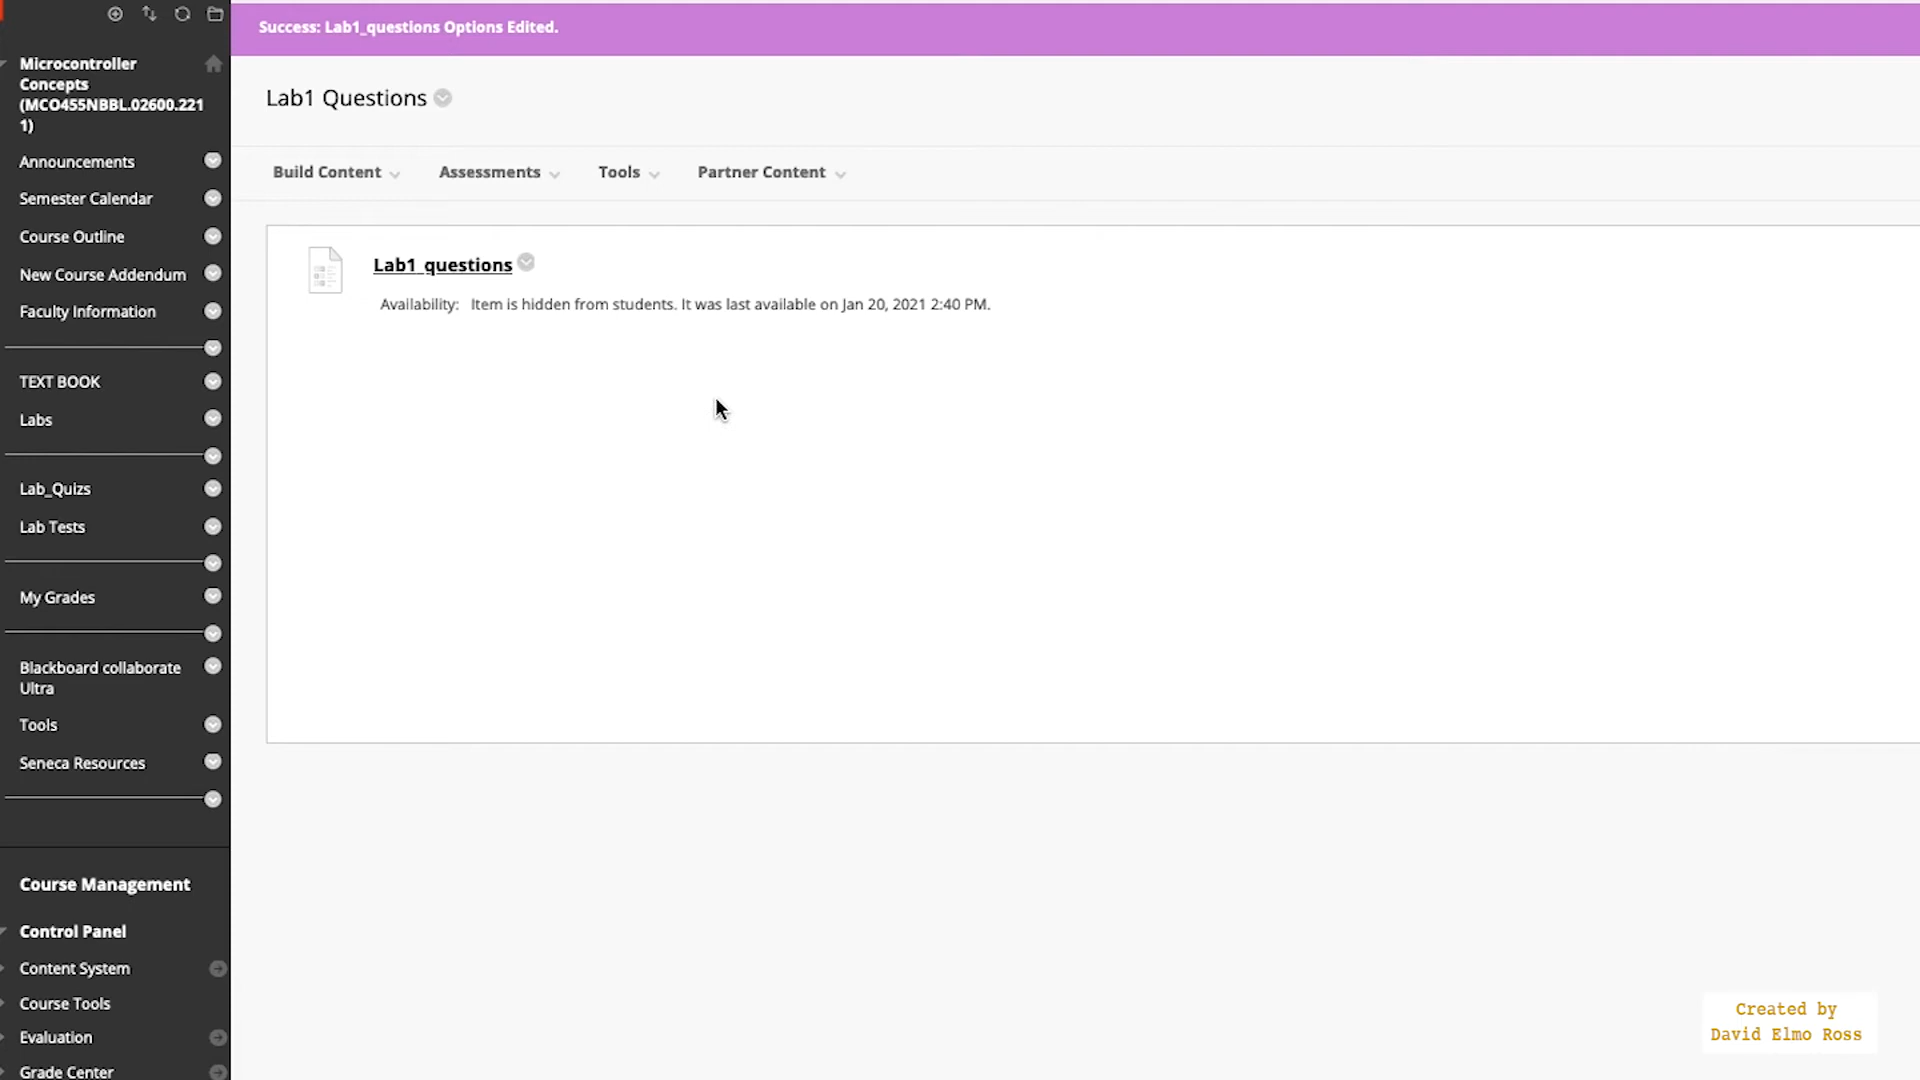 Success: Lab1_questions Options Edited.
Microcontroller
Concepts
(MCO455NBBL.02600.221
1)
Announcements
Semester Calendar
Course Outline
New Course Addendum
Faculty Information
TEXT BOOK
Labs
Lab_Quizs
Lab Tests
My Grades
Blackboard collaborate
Ultra
Tools
Seneca Resources
Course Management
Control Panel
Content System
Course Tools
Evaluation
Grade Center
Lab1 Questions
Build Content
Assessments
Tools
Partner Content
Lab1_questions
Availability: Item is hidden from students. It was last available on Jan 20, 2021 2:40 PM.
Created by
David Elmo Ross